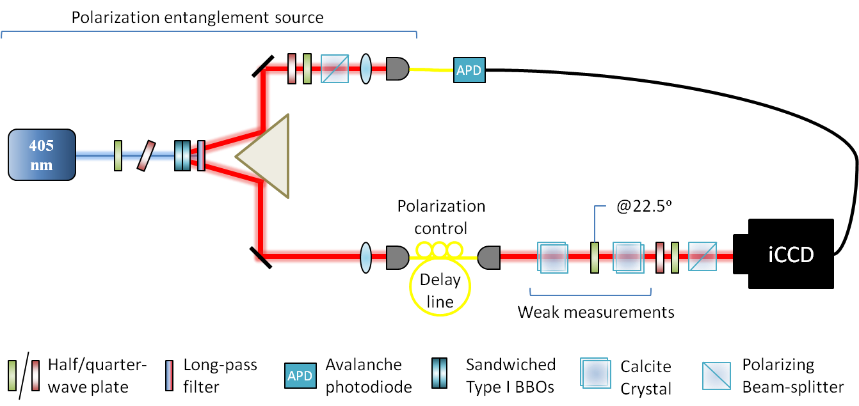 Polarization entanglement source
APD
405
nm
Polarization
control
@22.5º
iCCD
Delay
line
Weak measurements
Half/quarter-
wave plate
Long-pass
filter
APD
Avalanche
photodiode
Sandwiched
Type I BBOs
Calcite
Crystal
Polarizing
Beam-splitter